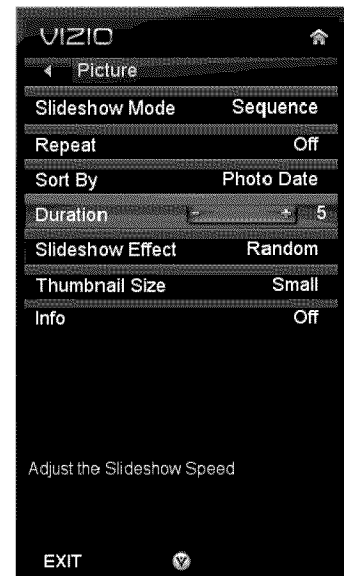 VIZIO
Picture
Slideshow Mode Sequence
Repeat Off
Sort By Photo Date
Duration - + 5
Slideshow Effect Random
Thumbnail Size Small
Info Off
Adjust the Slideshow Speed
EXIT V